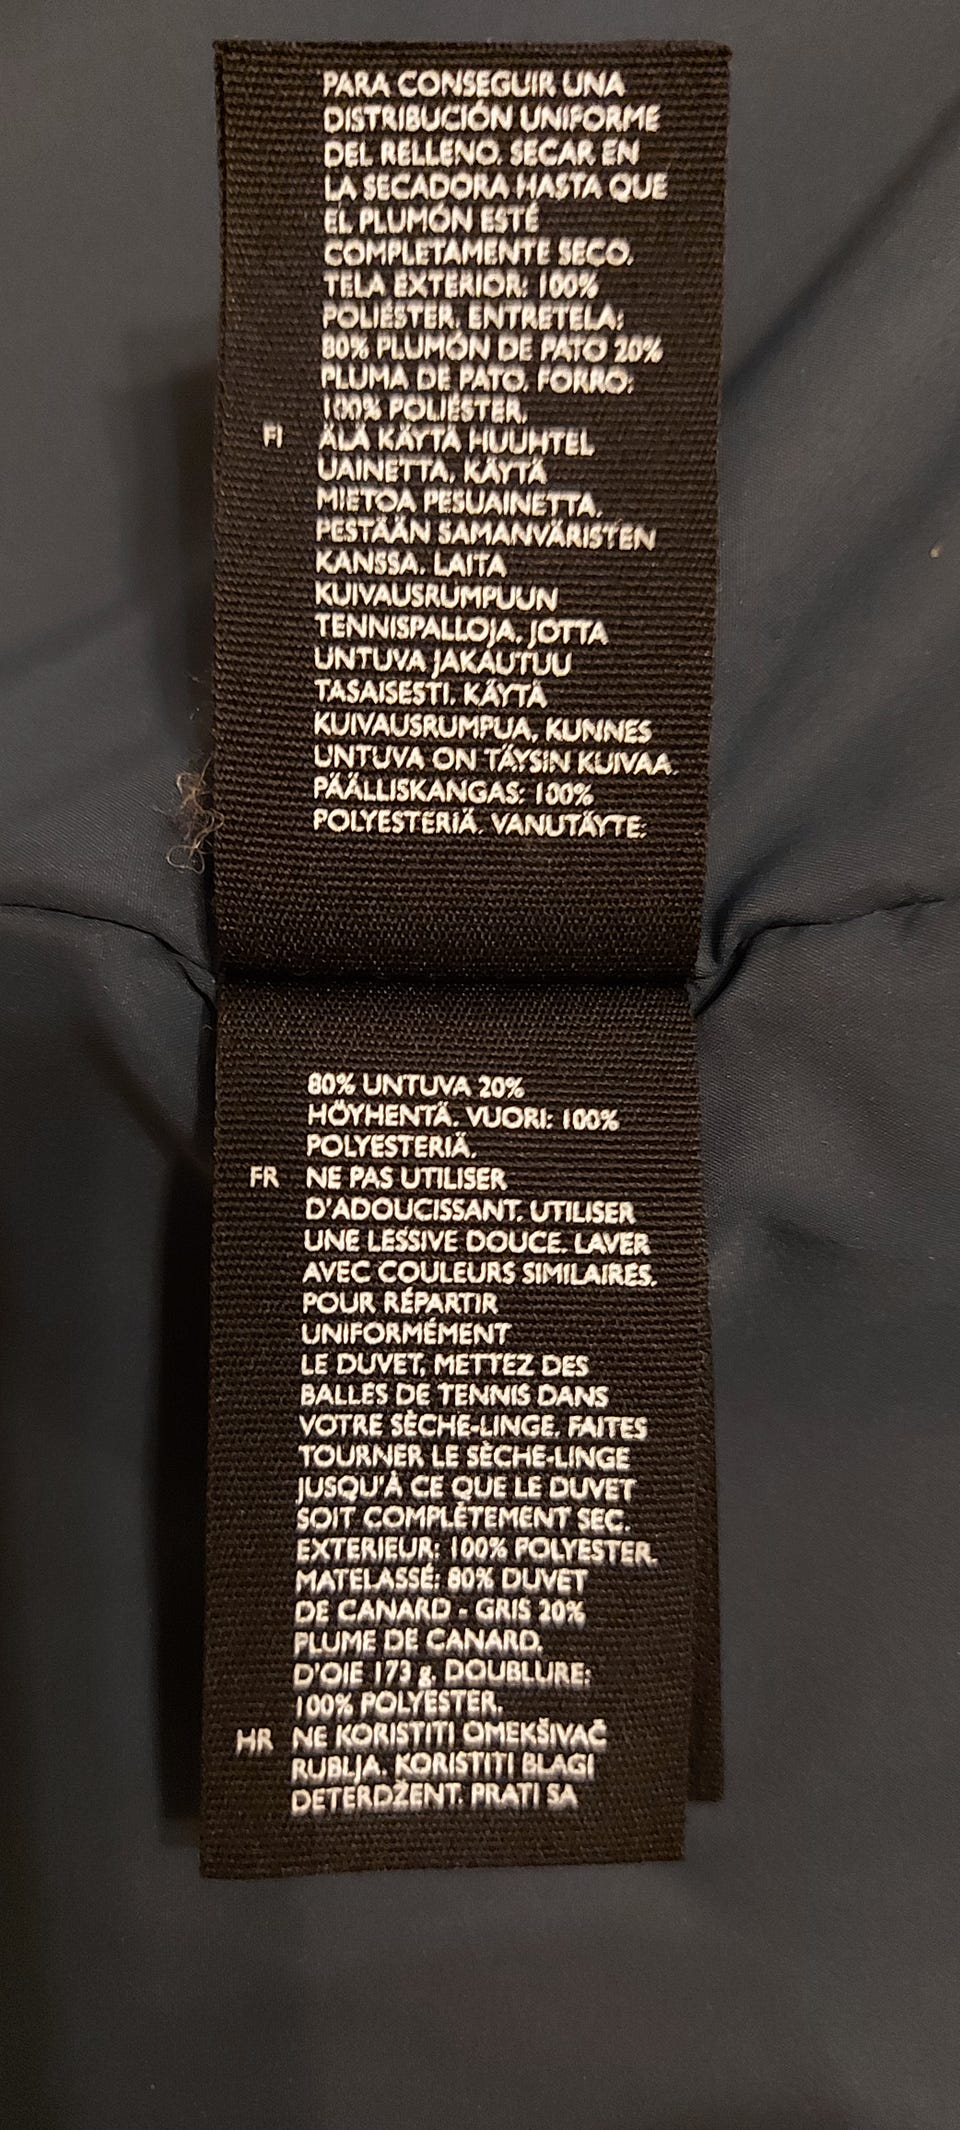 PARA CONSEGUIR UNA
DISTRIBUCIÓN UNIFORME
DEL RELLENO. SECAR EN
LA SECADORA HASTA QUE
EL PLUMÓN ESTÉ
COMPLETAMENTE SECO.
TELA EXTERIOR: 100%
POLIÉSTER. ENTRETELA:
80% PLUMÓN DE PATO 20%
PLUMA DE PATO. FORRO:
100% POLIÉSTER.
FI ÄLÄ KÄYTÄ HUUHTEL
UAINETTA. KÄYTÄ
MIETOA PESUAINETTA.
PESTÄÄN SAMANVÄRISTEN
KANSSA. LAITA
KUIVAUSRUMPUUN
TENNISPALLOJA, JOTTA
UNTUVA JAKAUTUU
TASAISESTI. KÄYTÄ
KUIVAUSRUMPUA, KUNNES
UNTUVA ON TÄYSIN KUIVAA.
PÄÄLLISKANGAS: 100%
POLYESTERIÄ. VANUTÄYTE:
80% UNTUVA 20%
HÖYHENTÄ. VUORI: 100%
POLYESTERIÄ.
FR NE PAS UTILISER
D'ADOUCISSANT. UTILISER
UNE LESSIVE DOUCE. LAVER
AVEC COULEURS SIMILAIRES.
POUR RÉPARTIR
UNIFORMÉMENT
LE DUVET, METTEZ DES
BALLES DE TENNIS DANS
VOTRE SÈCHE-LINGE. FAITES
TOURNER LE SÈCHE-LINGE
JUSQU'À CE QUE LE DUVET
SOIT COMPLÈTEMENT SEC.
EXTERIEUR: 100% POLYESTER.
MATELASSÉ: 80% DUVET
DE CANARD - GRIS 20%
PLUME DE CANARD.
D'OIE 173 g. DOUBLURE:
100% POLYESTER.
HR NE KORISTITI OMEKŠIVAČ
RUBLJA. KORISTITI BLAGI
DETERDŽENT. PRATI SA